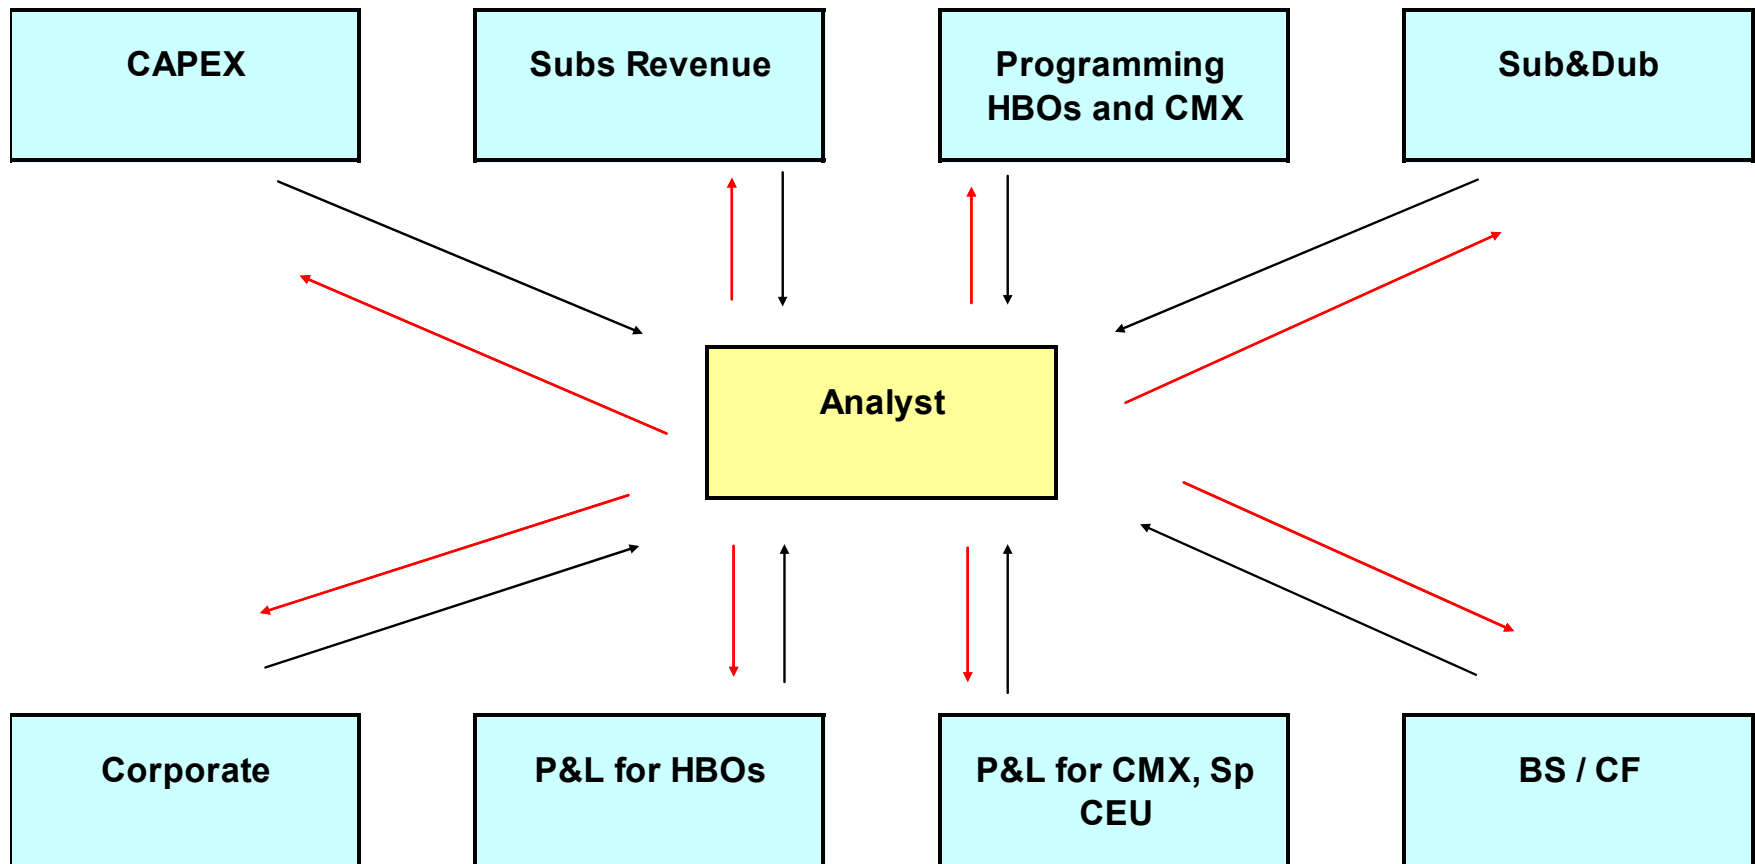 CAPEX
Subs Revenue
Programming
HBOs and CMX
Sub&Dub
Analyst
Corporate
P&L for HBOs
P&L for CMX, Sp
CEU
BS / CF